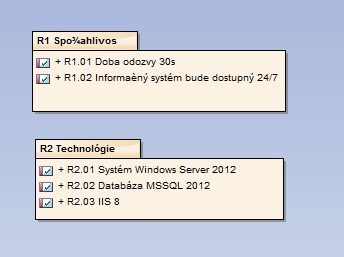 R1 Spo¾ahlivos
+ R1.01 Doba odozvy 30s
+ R1.02 Informaèný systém bude dostupný 24/7
R2 Technológie
+ R2.01 Systém Windows Server 2012
+ R2.02 Databáza MSSQL 2012
+ R2.03 IIS 8